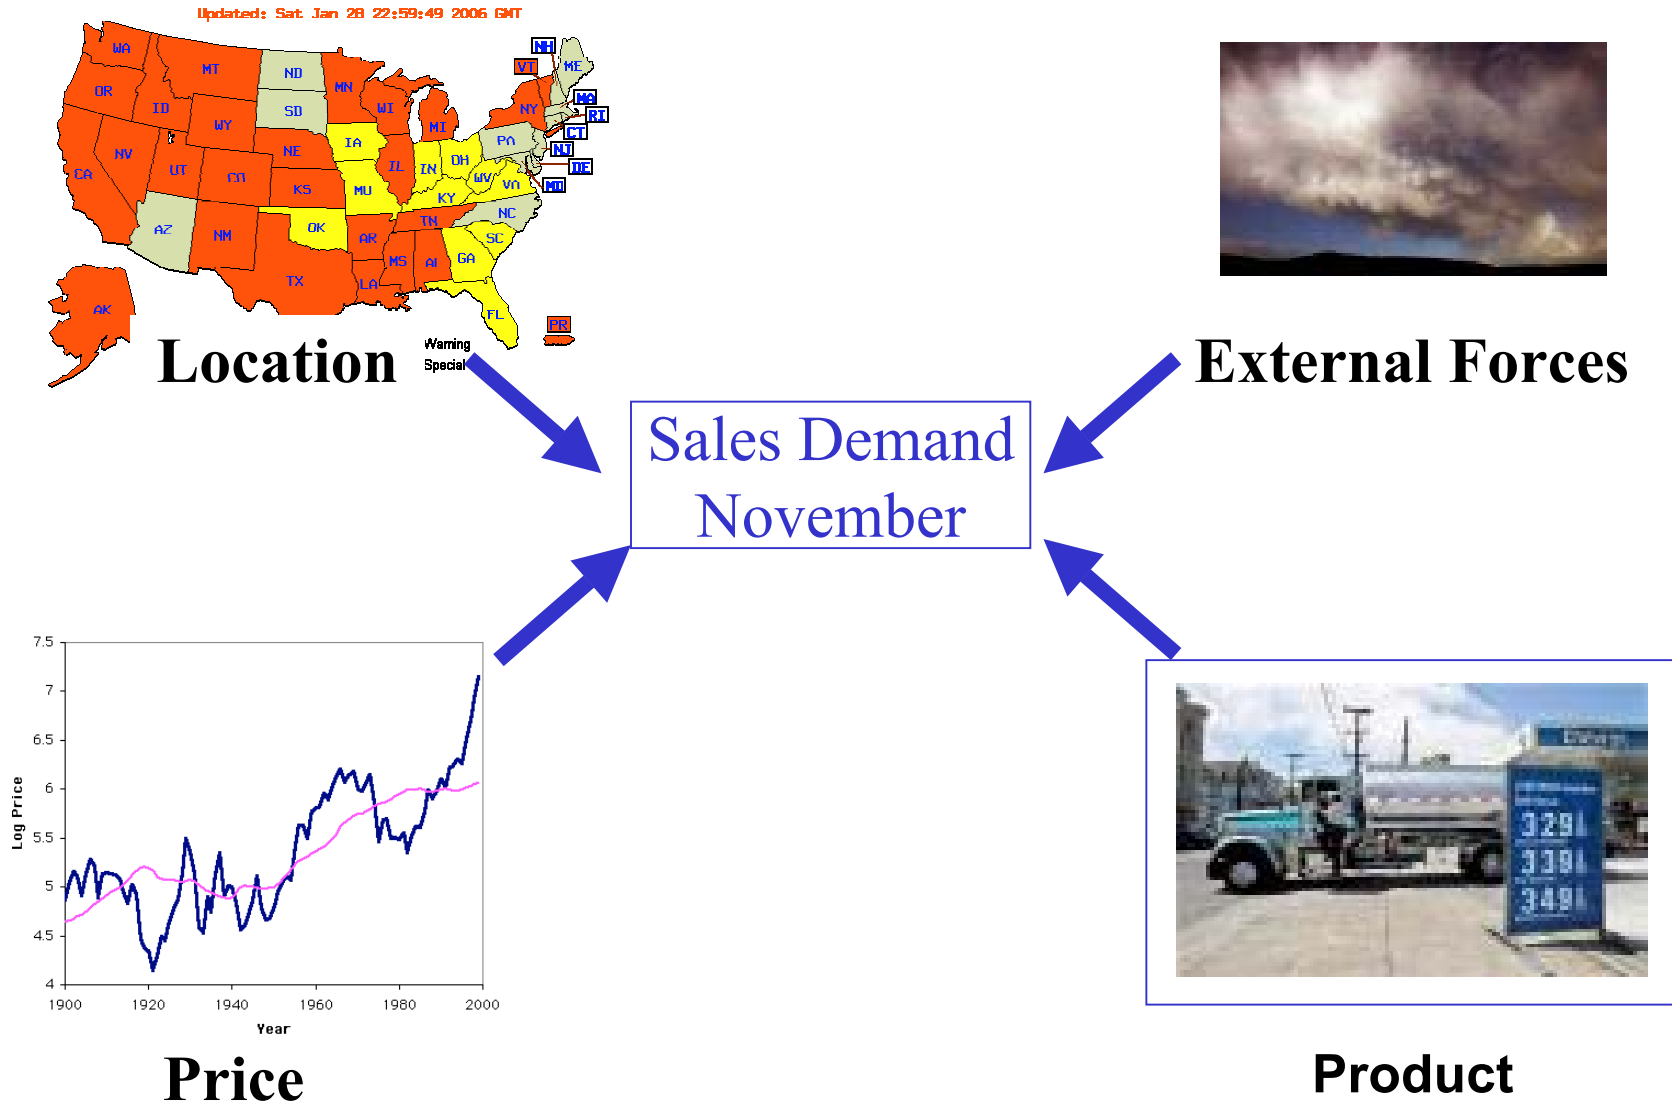 Updated: Sat Jan 28 22:59:49 2006 GMT
WA
MT
ND
MN
NH
VT
ME
OR
ID
WY
SD
WI
MI
NY
MA
RI
CT
NV
UT
CO
NE
IA
IL
IN
OH
PA
NJ
DE
CA
KS
MO
KY
WV
VA
MD
AZ
NM
OK
AR
TN
NC
SC
TX
LA
MS
AL
GA
FL
AK
PR
Warning
Special
Location
External Forces
Sales Demand
November
7.5
7
6.5
6
5.5
5
4.5
4
Log Price
1900 1920 1940 1960 1980 2000
Year
Price
329
339
349
Product